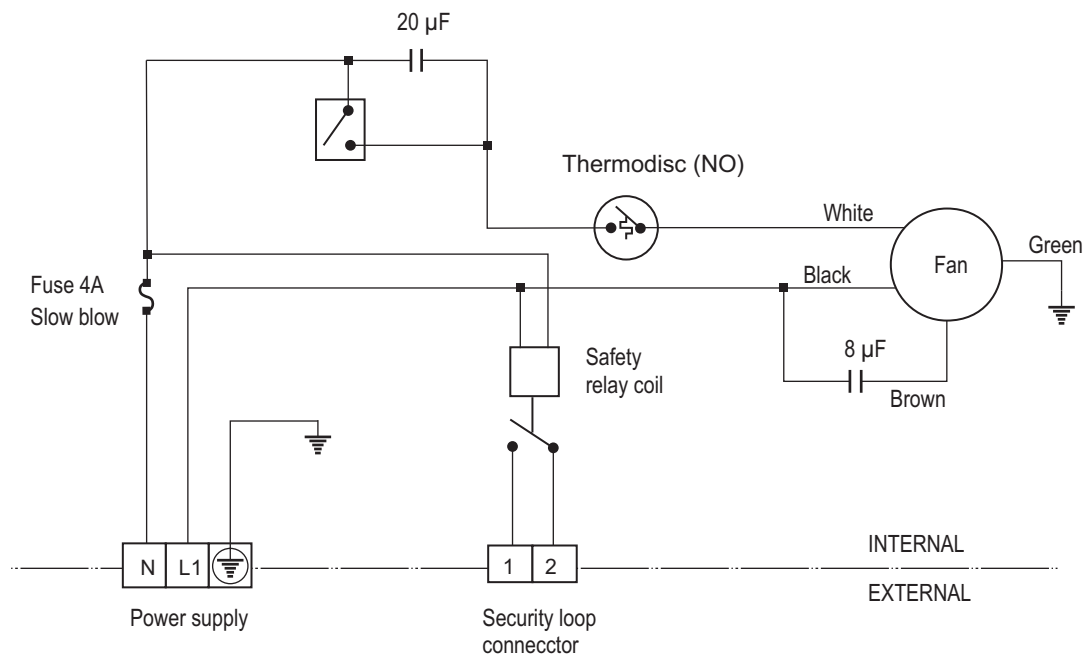 20 µF
Thermodisc (NO)
White
Green
Fan
Black
Fuse 4A
Slow blow
8 µF
Safety
relay coil
Brown
INTERNAL
N L1 1 2
EXTERNAL
Power supply
Security loop
connecctor